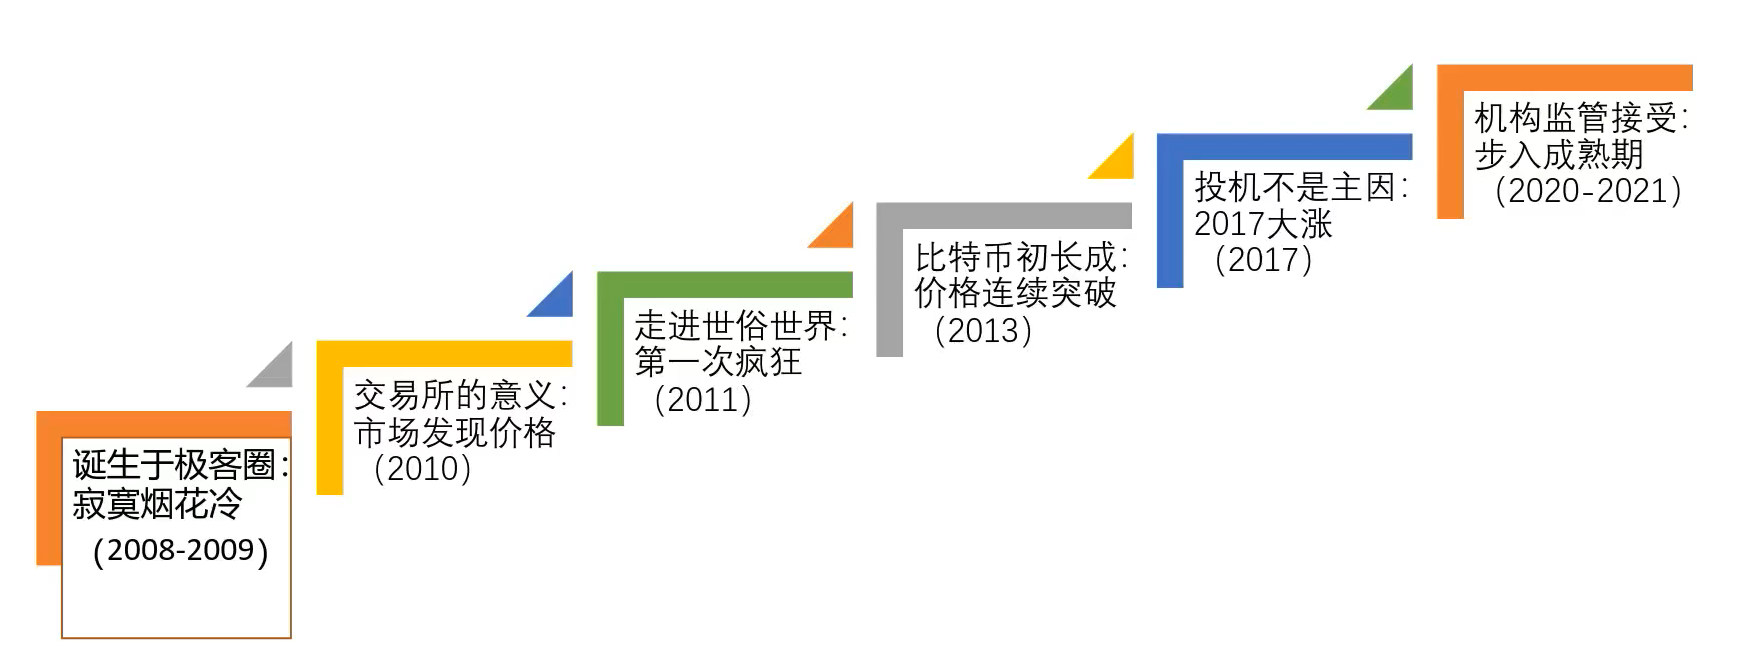 诞生于极客圈：
寂寞烟花冷
（2008-2009）
交易所的意义：
市场发现价格
（2010）
走进世俗世界：
第一次疯狂
（2011）
比特币初长成：
价格连续突破
（2013）
投机不是主因：
2017大涨
（2017）
机构监管接受：
步入成熟期
（2020-2021）